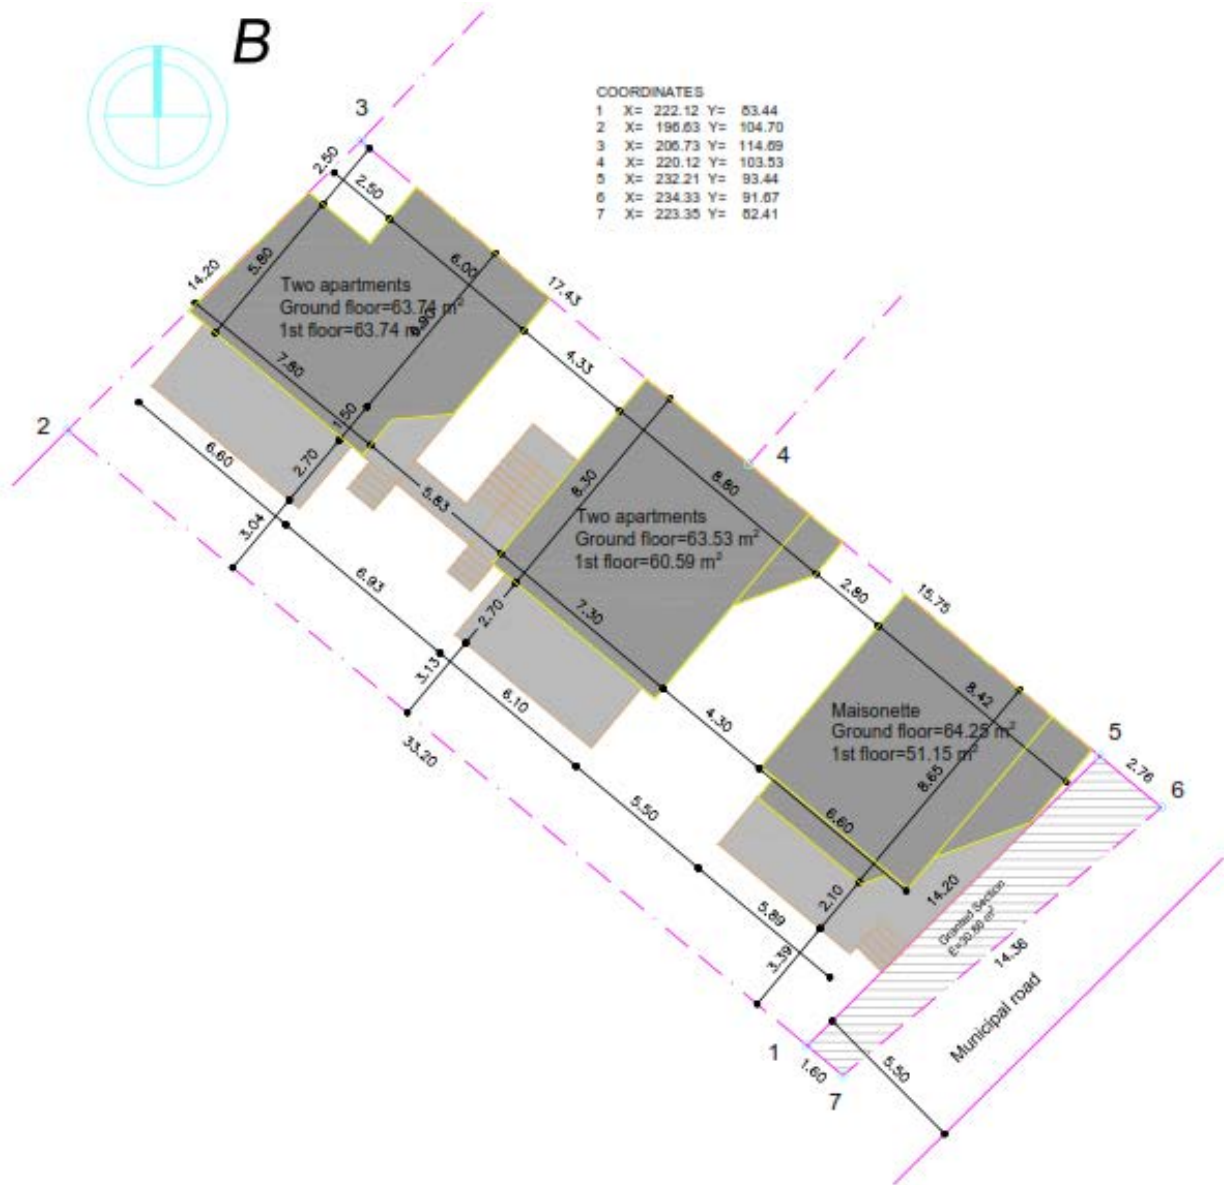 B
COORDINATES
1 X= 222.12 Y= 83.44
2 X= 196.63 Y= 104.70
3 X= 206.73 Y= 114.69
4 X= 220.12 Y= 103.53
5 X= 232.21 Y= 93.44
6 X= 234.33 Y= 91.67
7 X= 223.35 Y= 82.41
3
2.50
2.50
14.20
5.80
6.00
17.43
Two apartments
Ground floor=63.74 m²
1st floor=63.74 m²
8.90
7.80
4.33
1.50
2
6.60
2.70
3.04
5.83
4
8.80
8.30
Two apartments
Ground floor=63.53 m²
1st floor=60.59 m²
6.93
2.70
7.30
2.80
15.75
3.13
6.10
4.30
33.20
8.42
Maisonette
Ground floor=64.25 m²
1st floor=51.15 m²
8.65
5
2.76
6
5.50
6.60
5.89
2.10
14.20
Granted Section
3.39
14.36
Municipal road
1
1.60
5.50
7